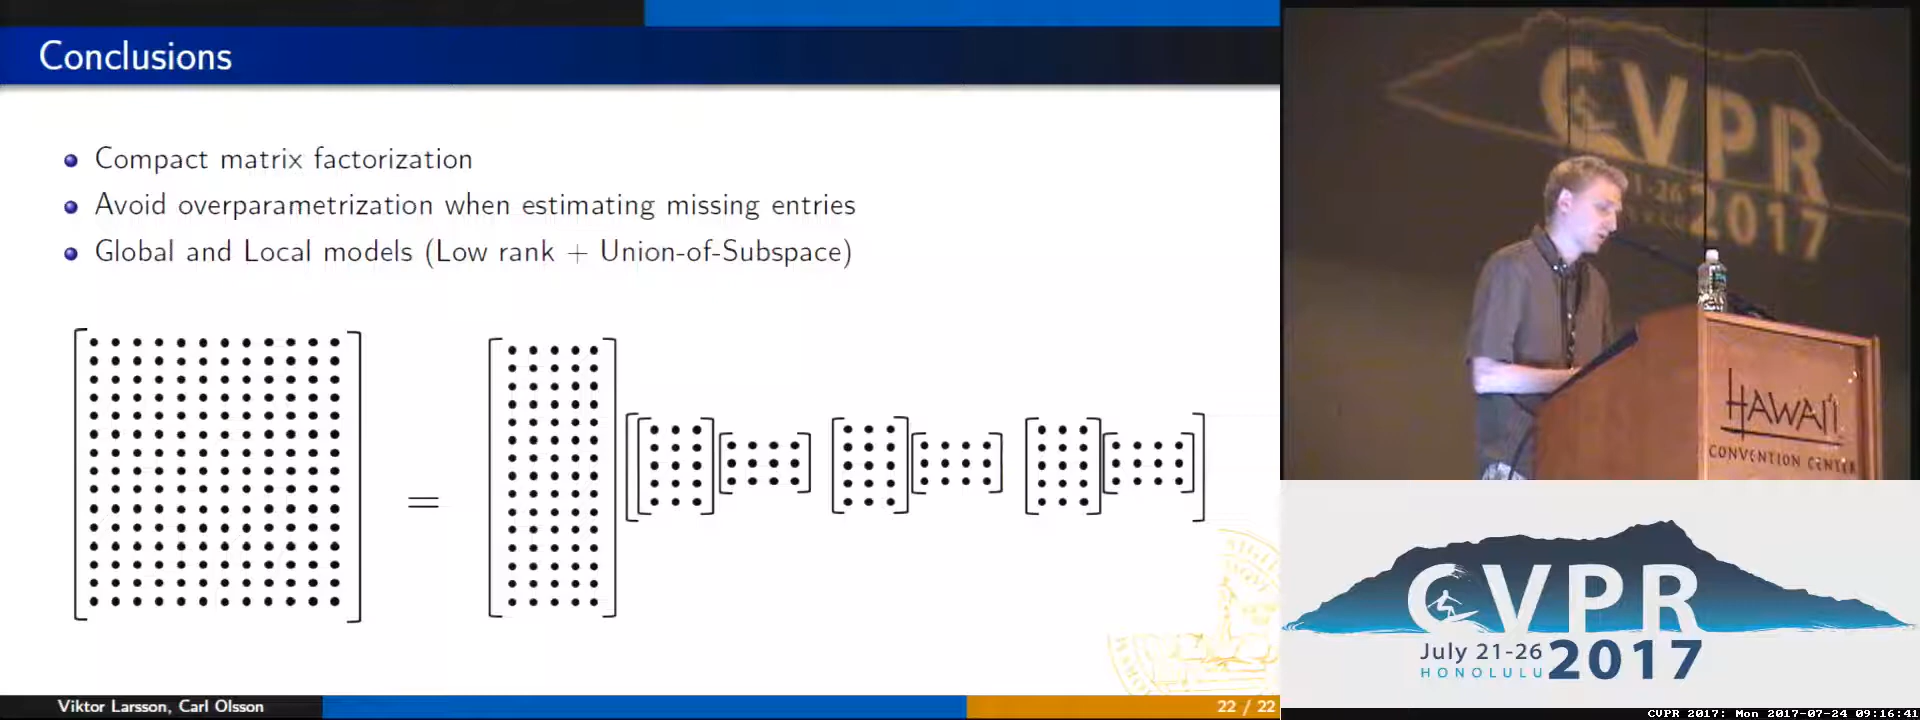 Conclusions
Compact matrix factorization
Avoid overparametrization when estimating missing entries
Global and Local models (Low rank + Union-of-Subspace)
=
Viktor Larsson, Carl Olsson
22 / 22
CVPR
2017
HAWAI'I
CONVENTION CENTER
CVPR
July 21-26
HONOLULU
2017
CVPR 2017: Mon 2017-07-24 09:16:41